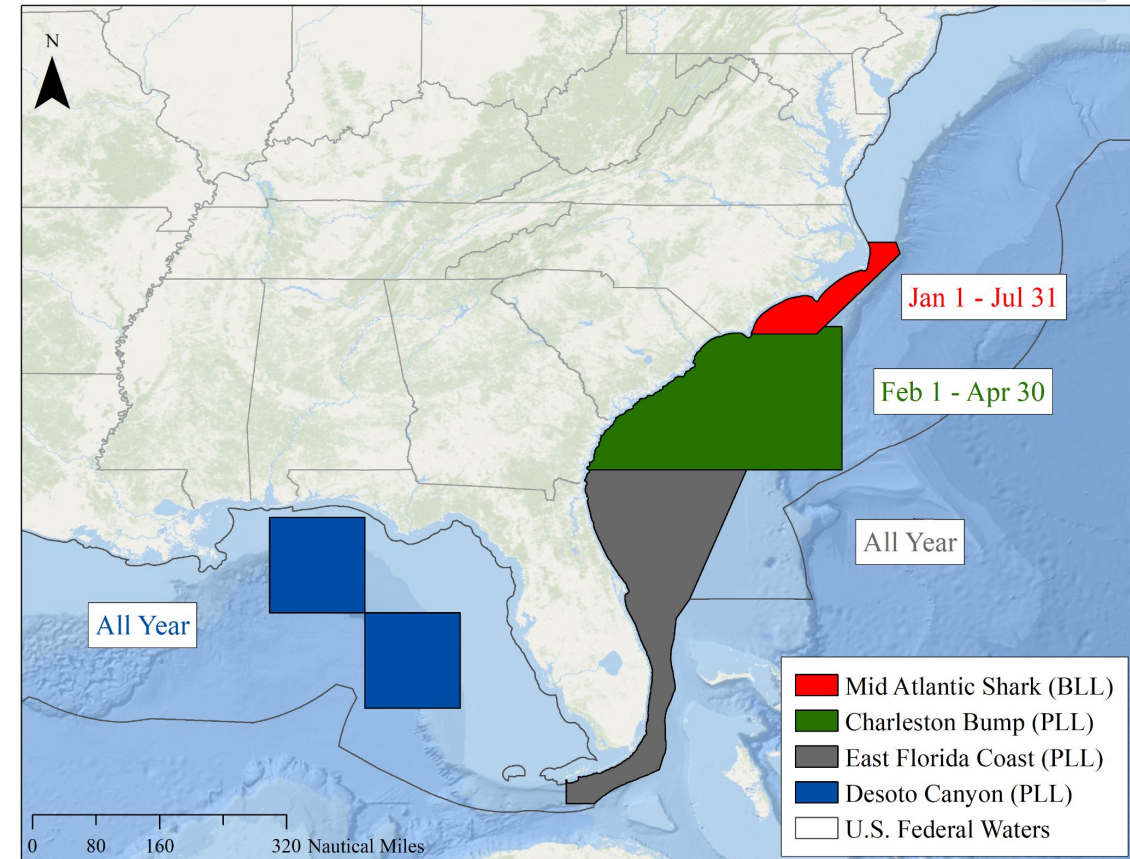 N
Jan 1 - Jul 31
Feb 1 - Apr 30
All Year
All Year
Mid Atlantic Shark (BLL)
Charleston Bump (PLL)
East Florida Coast (PLL)
Desoto Canyon (PLL)
U.S. Federal Waters
0 80 160 320 Nautical Miles